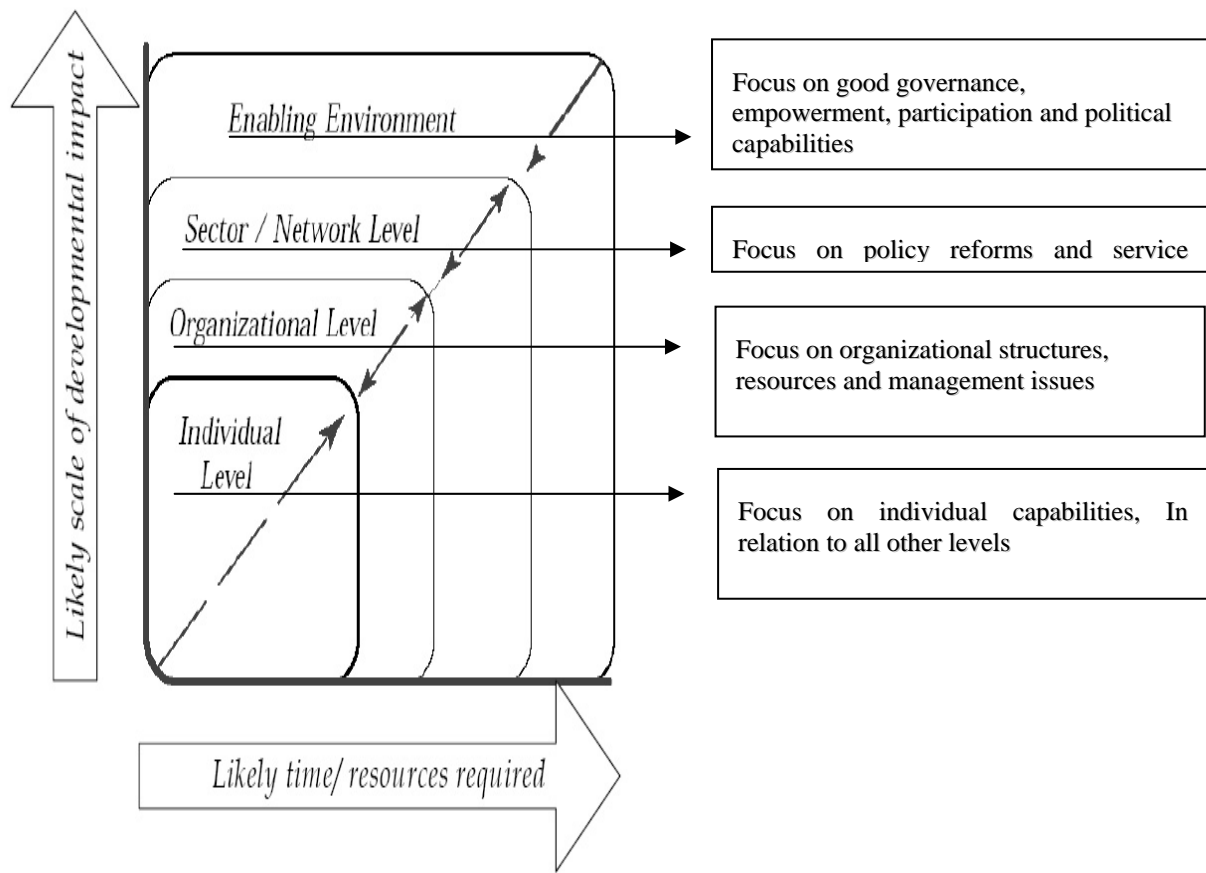 Likely scale of developmental impact
Enabling Environment
Focus on good governance,
empowerment, participation and political
capabilities
Sector / Network Level
Focus on policy reforms and service
Organizational Level
Focus on organizational structures,
resources and management issues
Individual
Level
Focus on individual capabilities, In
relation to all other levels
Likely time/ resources required